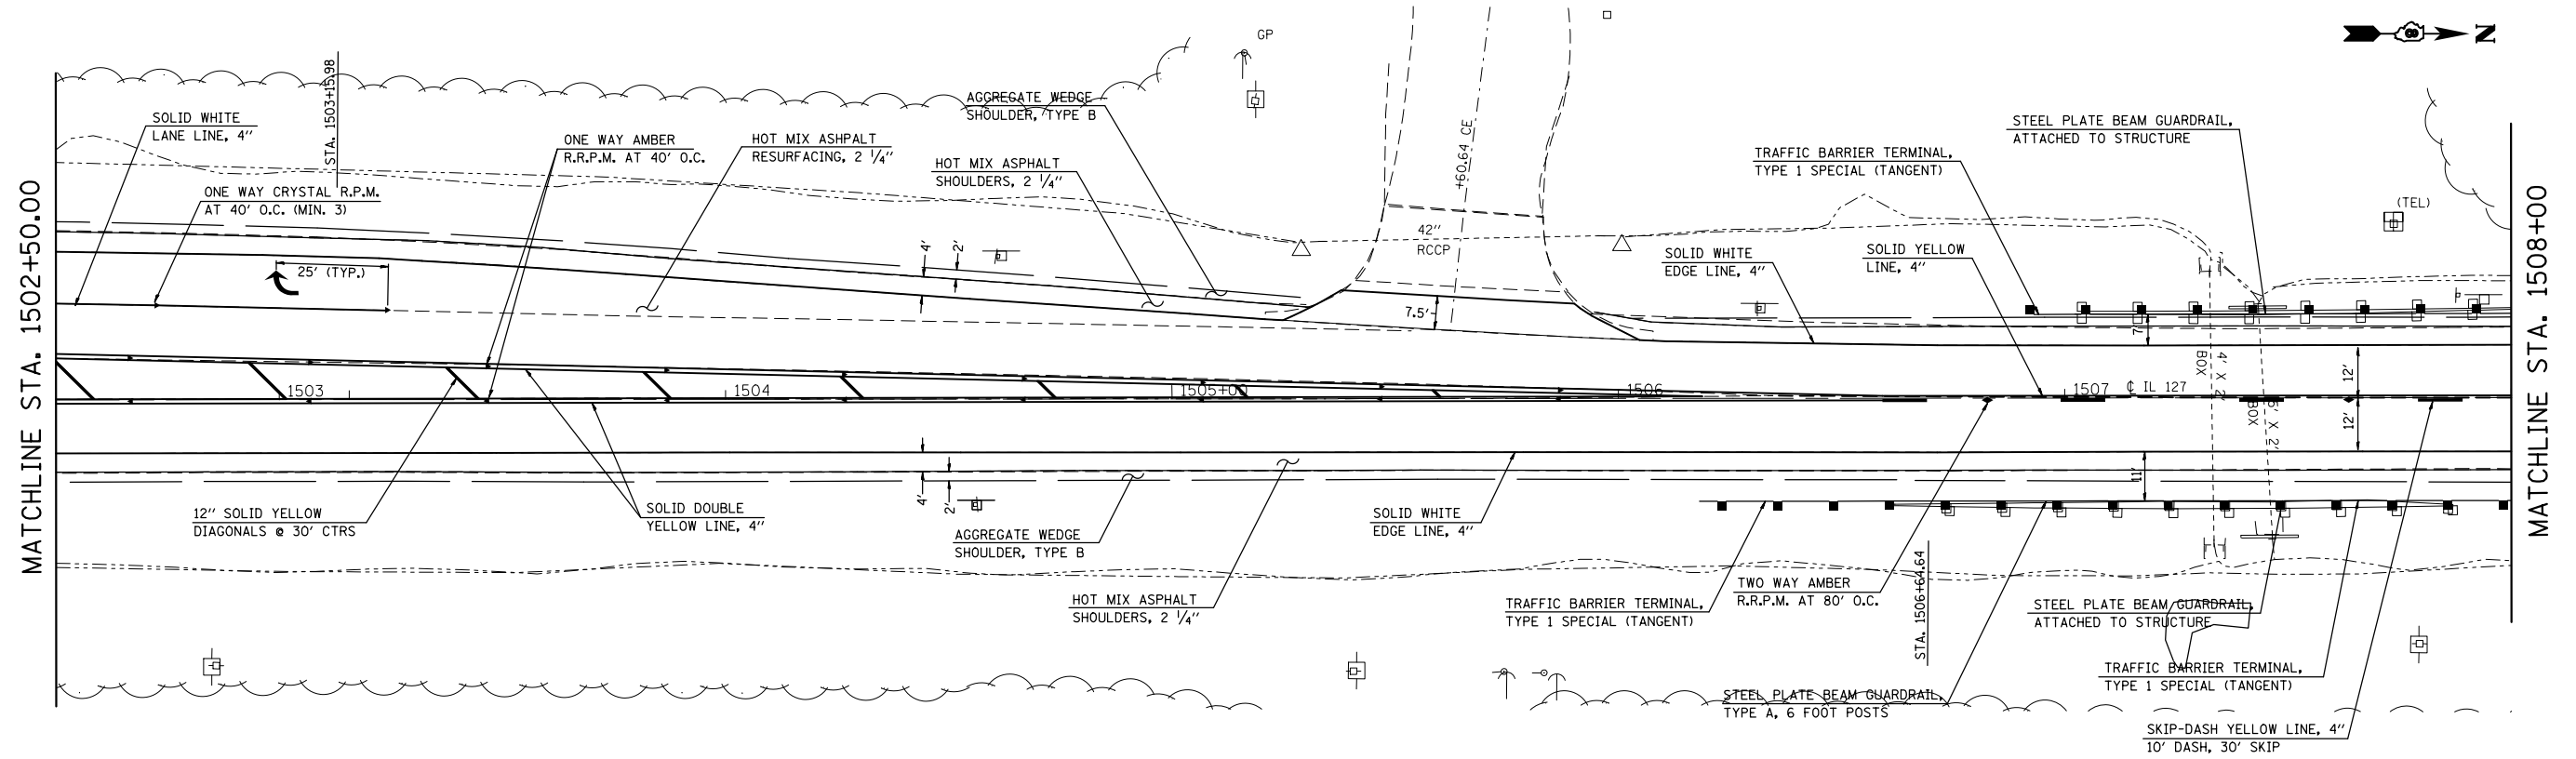 MATCHLINE STA. 1502+50.00
SOLID WHITE
LANE LINE, 4"
STA. 1503+15.98
ONE WAY CRYSTAL R.P.M.
AT 40' O.C. (MIN. 3)
25' (TYP.)
ONE WAY AMBER
R.R.P.M. AT 40' O.C.
HOT MIX ASHPALT
RESURFACING, 2 1/4"
AGGREGATE WEDGE
SHOULDER, TYPE B
HOT MIX ASPHALT
SHOULDERS, 2 1/4"
4'
2'
GP
+60.64 CE
42"
RCCP
7.5'
SOLID WHITE
EDGE LINE, 4"
TRAFFIC BARRIER TERMINAL,
TYPE 1 SPECIAL (TANGENT)
SOLID YELLOW
LINE, 4"
STEEL PLATE BEAM GUARDRAIL,
ATTACHED TO STRUCTURE
(TEL)
N
7'
4' X 2'
BOX
5' X 2'
BOX
12'
12'
11'
1503
1504
1505+00
1506
1507
℄ IL 127
12" SOLID YELLOW
DIAGONALS @ 30' CTRS
SOLID DOUBLE
YELLOW LINE, 4"
4'
2'
AGGREGATE WEDGE
SHOULDER, TYPE B
HOT MIX ASPHALT
SHOULDERS, 2 1/4"
SOLID WHITE
EDGE LINE, 4"
TRAFFIC BARRIER TERMINAL,
TYPE 1 SPECIAL (TANGENT)
TWO WAY AMBER
R.R.P.M. AT 80' O.C.
STA. 1506+64.64
STEEL PLATE BEAM GUARDRAIL,
TYPE A, 6 FOOT POSTS
STEEL PLATE BEAM GUARDRAIL,
ATTACHED TO STRUCTURE
TRAFFIC BARRIER TERMINAL,
TYPE 1 SPECIAL (TANGENT)
SKIP-DASH YELLOW LINE, 4"
10' DASH, 30' SKIP
MATCHLINE STA. 1508+00